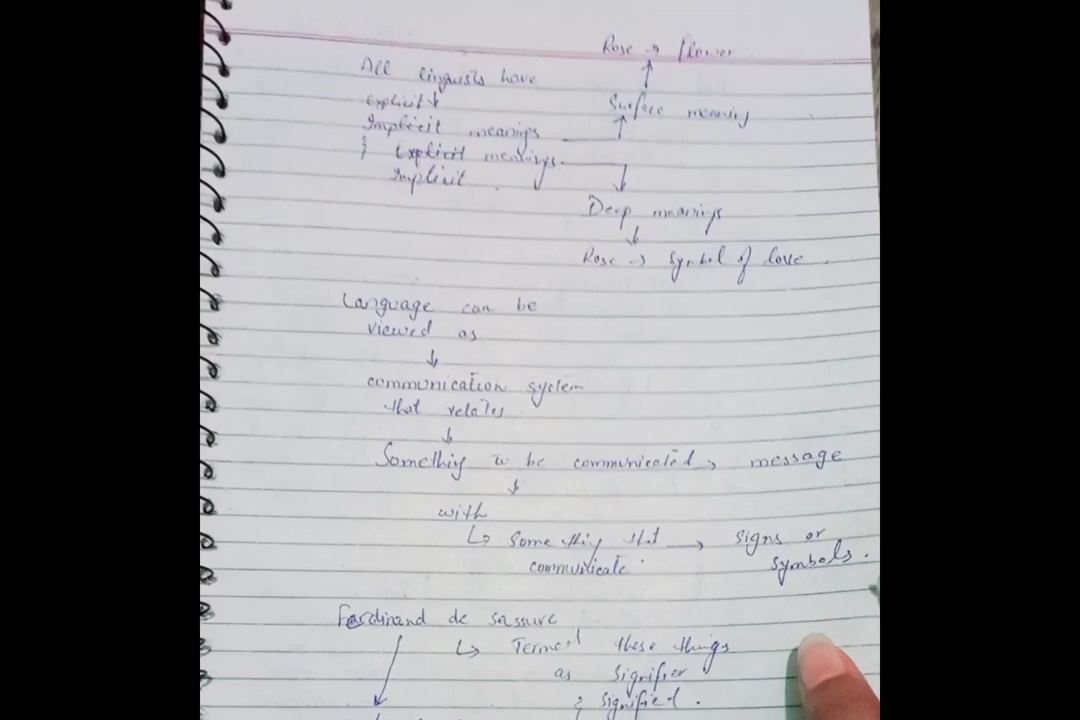 Rose → flower
↑
All linguists have
Surface meaning
explicit ↓
↑
Implicit meanings
& Explicit meanings.
Implicit
↓
Deep meanings
↓
Rose → Symbol of love.
Language can be
viewed as
↓
communication system
that relates
↓
Something to be communicated → message
↓
with
↳ Something that → signs or
communicate symbols.
Ferdinand de sassure
↳ Termed these things
as signifier
& signified.